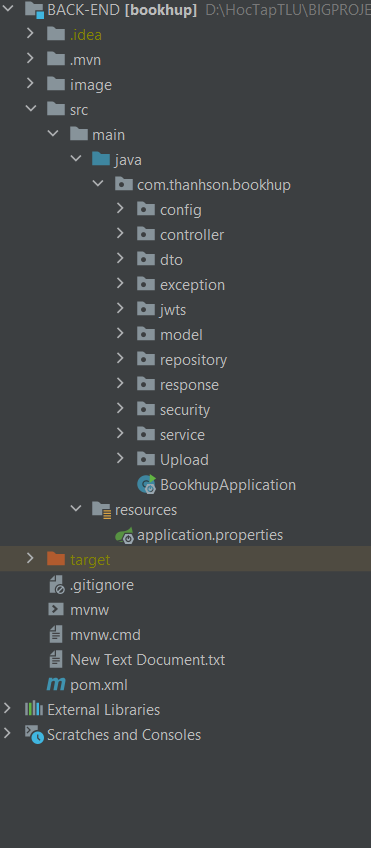 BACK-END [bookhup] D:\HocTapTLU\BIGPROJE
.idea
.mvn
image
src
main
java
com.thanhson.bookhup
config
controller
dto
exception
jwts
model
repository
response
security
service
Upload
BookhupApplication
resources
application.properties
target
.gitignore
mvnw
mvnw.cmd
New Text Document.txt
pom.xml
External Libraries
Scratches and Consoles